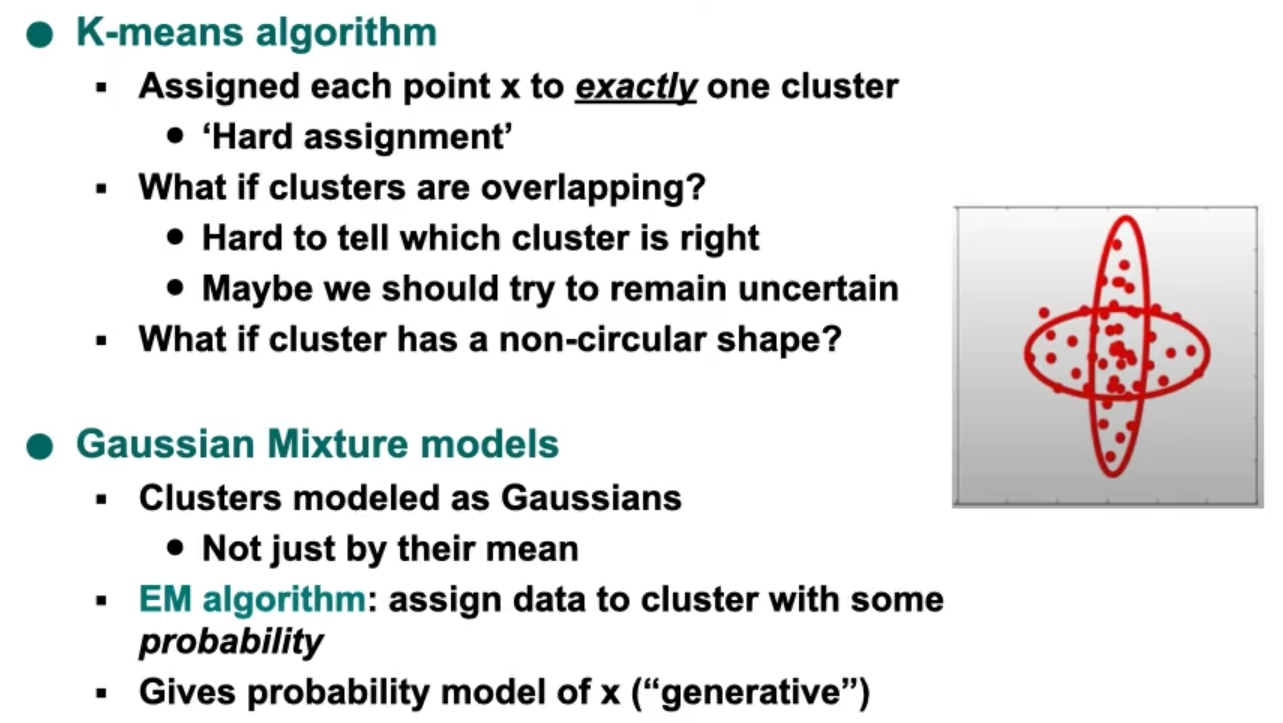 K-means algorithm
Assigned each point x to exactly one cluster
‘Hard assignment’
What if clusters are overlapping?
Hard to tell which cluster is right
Maybe we should try to remain uncertain
What if cluster has a non-circular shape?
Gaussian Mixture models
Clusters modeled as Gaussians
Not just by their mean
EM algorithm: assign data to cluster with some
probability
Gives probability model of x (“generative”)